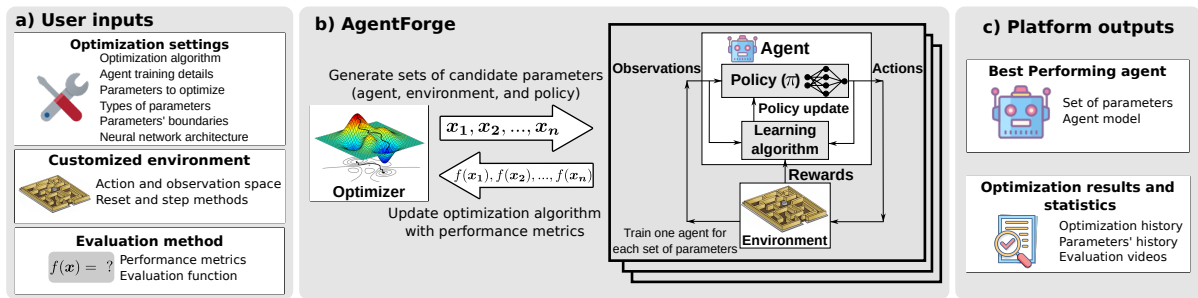 a) User inputs
Optimization settings
Optimization algorithm
Agent training details
Parameters to optimize
Types of parameters
Parameters' boundaries
Neural network architecture
Customized environment
Action and observation space
Reset and step methods
Evaluation method
f(x) = ?
Performance metrics
Evaluation function
b) AgentForge
Generate sets of candidate parameters
(agent, environment, and policy)
x₁, x₂, ..., xₙ
f(x₁), f(x₂), ..., f(xₙ)
Optimizer
Update optimization algorithm
with performance metrics
Agent
Observations
Policy (π)
Actions
Policy update
Learning
algorithm
Rewards
Environment
Train one agent for
each set of parameters
c) Platform outputs
Best Performing agent
Set of parameters
Agent model
Optimization results and
statistics
Optimization history
Parameters' history
Evaluation videos